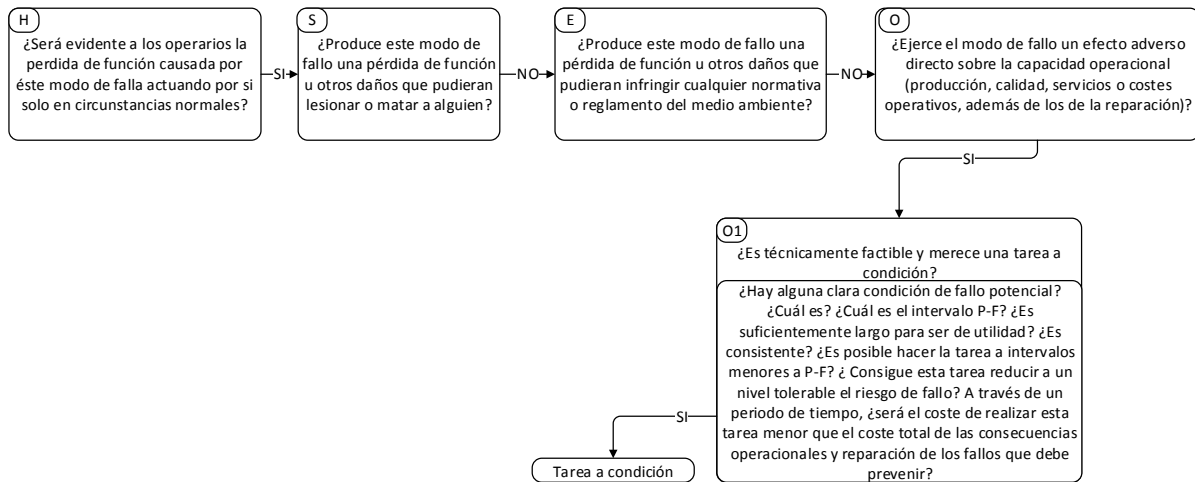 H
¿Será evidente a los operarios la
perdida de función causada por
éste modo de falla actuando por si
solo en circunstancias normales?
SI
S
¿Produce este modo de
fallo una pérdida de función
u otros daños que pudieran
lesionar o matar a alguien?
NO
E
¿Produce este modo de fallo una
pérdida de función u otros daños que
pudieran infringir cualquier normativa
o reglamento del medio ambiente?
NO
O
¿Ejerce el modo de fallo un efecto adverso
directo sobre la capacidad operacional
(producción, calidad, servicios o costes
operativos, además de los de la reparación)?
SI
O1
¿Es técnicamente factible y merece una tarea a
condición?
¿Hay alguna clara condición de fallo potencial?
¿Cuál es? ¿Cuál es el intervalo P-F? ¿Es
suficientemente largo para ser de utilidad? ¿Es
consistente? ¿Es posible hacer la tarea a intervalos
menores a P-F? ¿ Consigue esta tarea reducir a un
nivel tolerable el riesgo de fallo? A través de un
periodo de tiempo, ¿será el coste de realizar esta
tarea menor que el coste total de las consecuencias
operacionales y reparación de los fallos que debe
prevenir?
SI
Tarea a condición